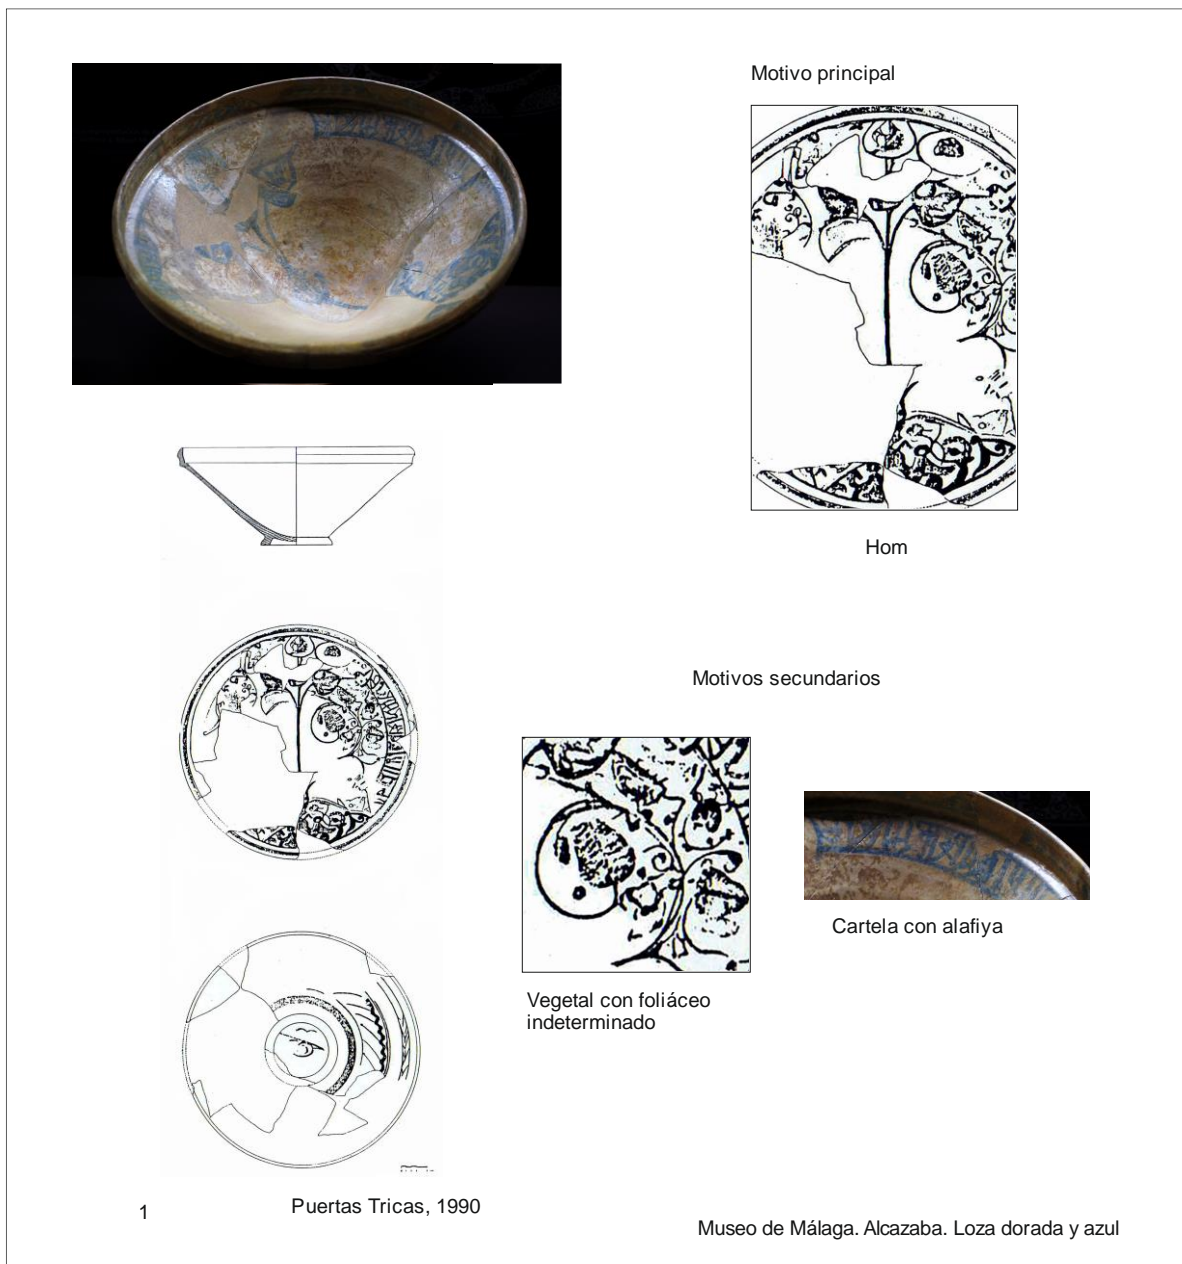 Motivo principal
Hom
Motivos secundarios
Vegetal con foliáceo
indeterminado
Cartela con alafiya
1
Puertas Tricas, 1990
Museo de Málaga. Alcazaba. Loza dorada y azul